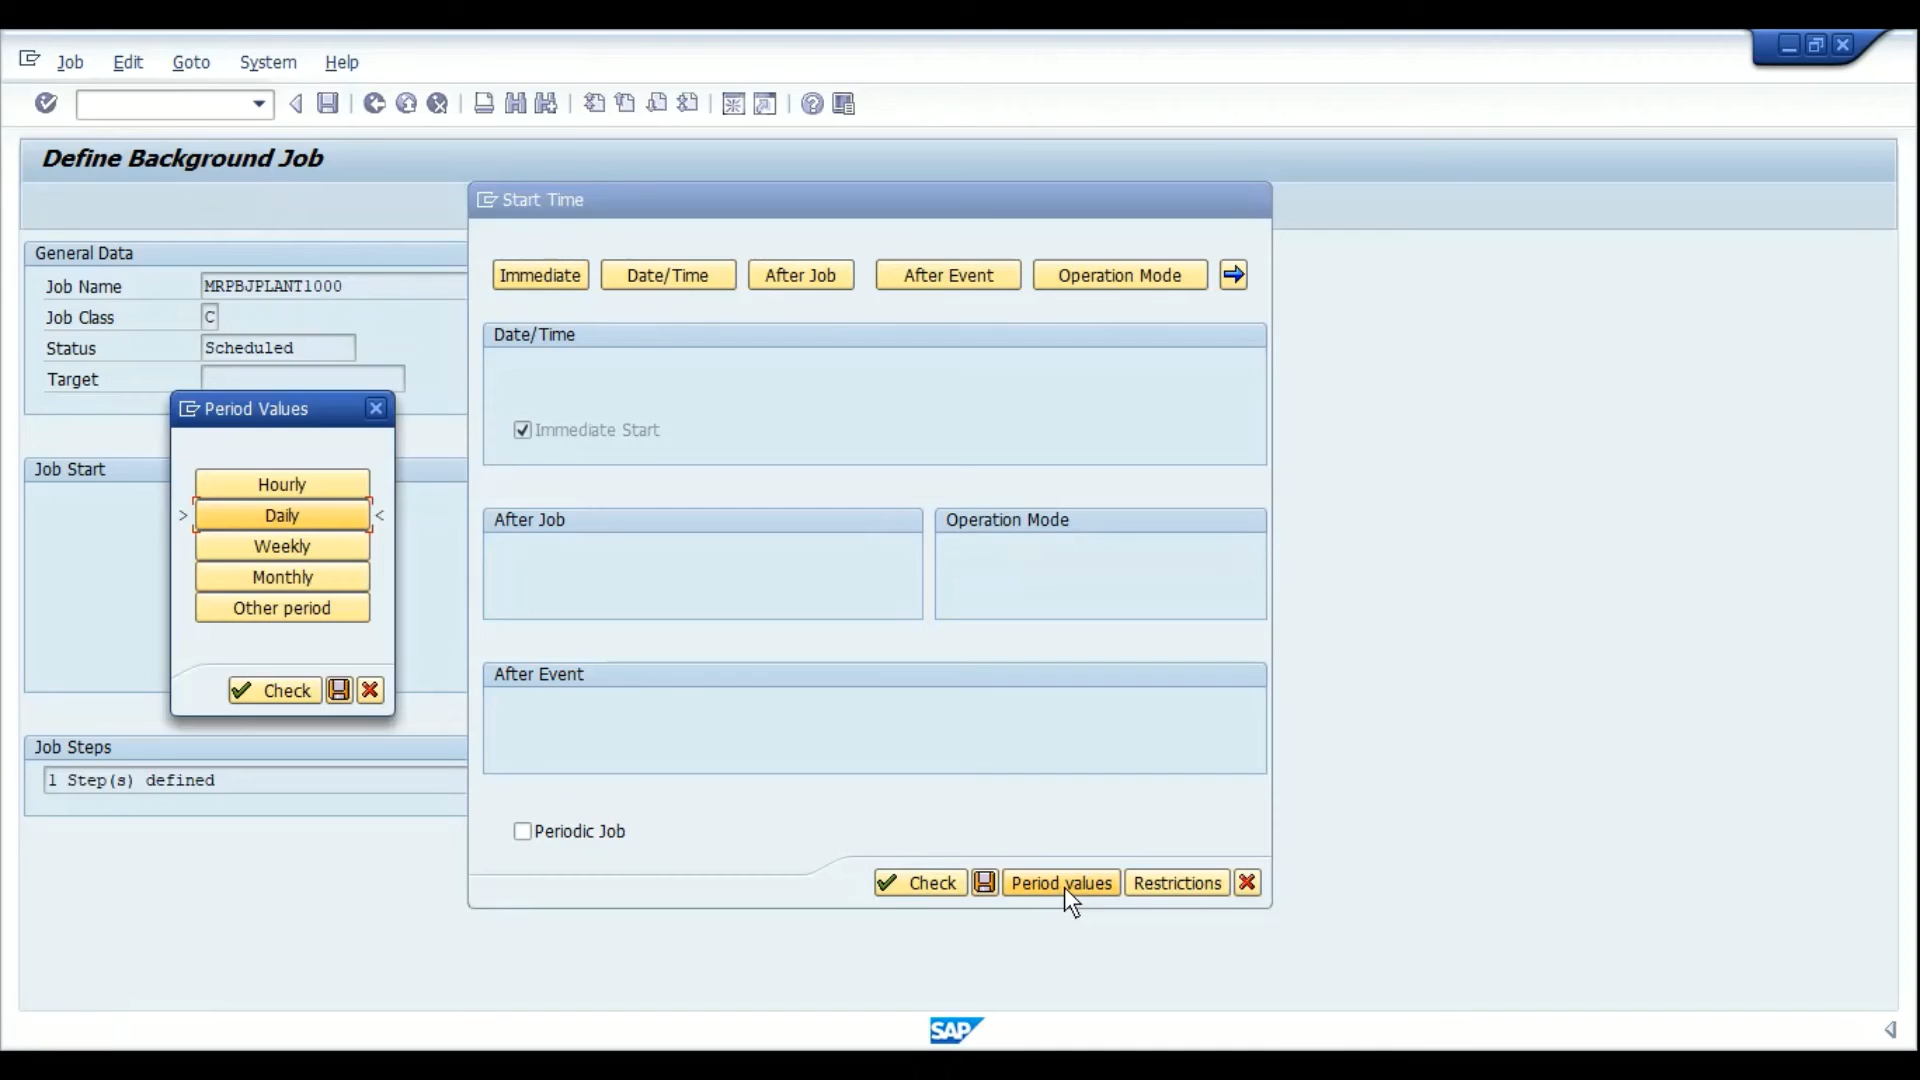 Job Edit Goto System Help
Define Background Job
Start Time
General Data
Immediate Date/Time After Job After Event Operation Mode
Job Name MRPBJPLANT1000
Job Class C
Status Scheduled
Target
Date/Time
Immediate Start
Period Values
Hourly
Daily
Weekly
Monthly
Other period
Check
Job Start
After Job
Operation Mode
After Event
Job Steps
1 Step(s) defined
Periodic Job
Check Period values Restrictions
SAP